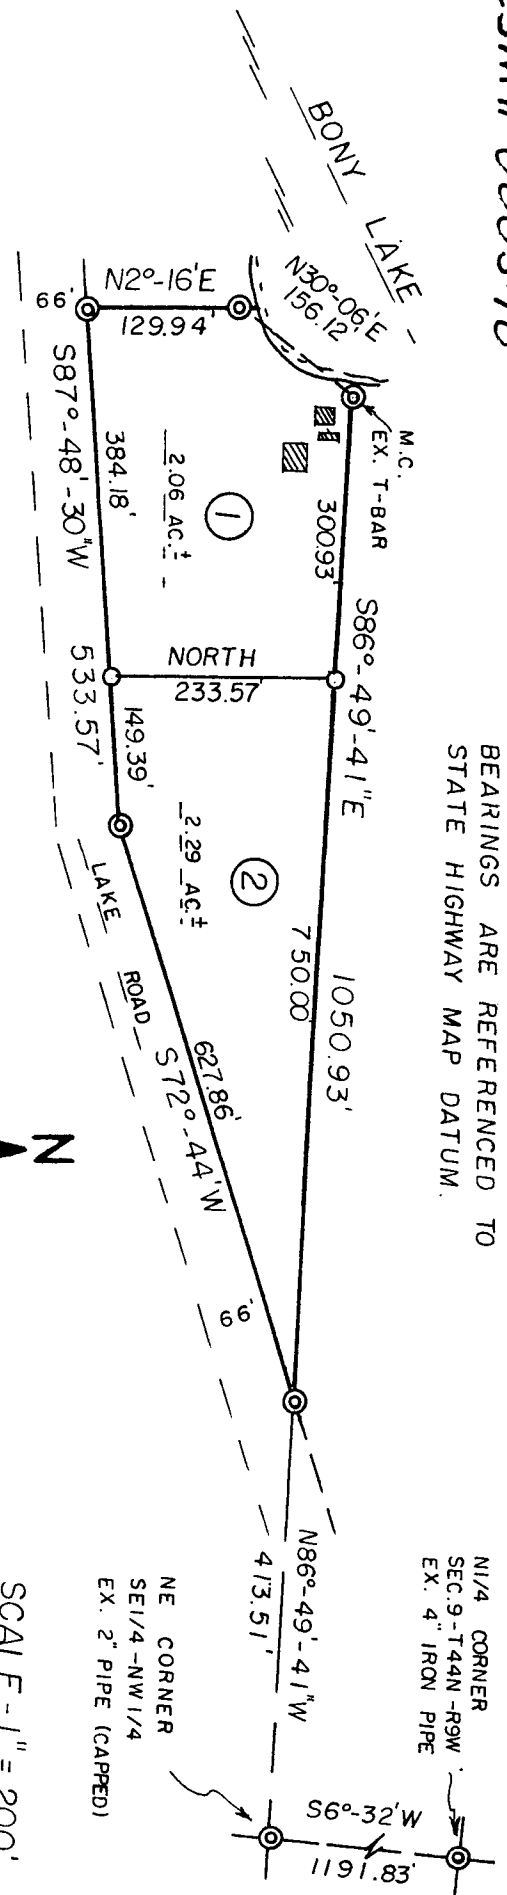 BEARINGS ARE REFERENCED TO
STATE HIGHWAY MAP DATUM.
BONY LAKE
N30°-06'E
156.12'
N2°-16'E
129.94'
66'
M.C.
EX. T-BAR
300.93'
S86°-49'-41"E
1050.93'
750.00'
1
2.06 AC.±
384.18'
S87°-48'-30"W
533.57'
149.39'
NORTH
233.57'
2
2.29 AC.±
LAKE ROAD
627.86'
S72°-44'W
66'
N
N86°-49'-41"W
413.51'
N1/4 CORNER
SEC.9-T44N-R9W
EX. 4" IRON PIPE
S6°-32'W
1191.83'
NE CORNER
SE1/4-NW1/4
EX. 2" PIPE (CAPPED)
SCALE-1"=200'